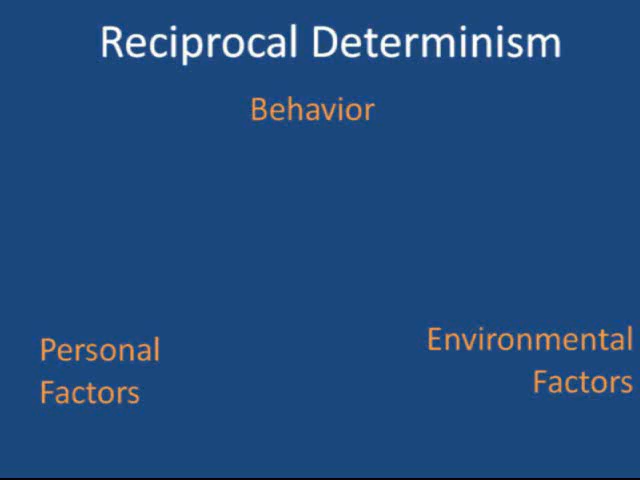 Reciprocal Determinism
Behavior
Personal
Factors
Environmental
Factors